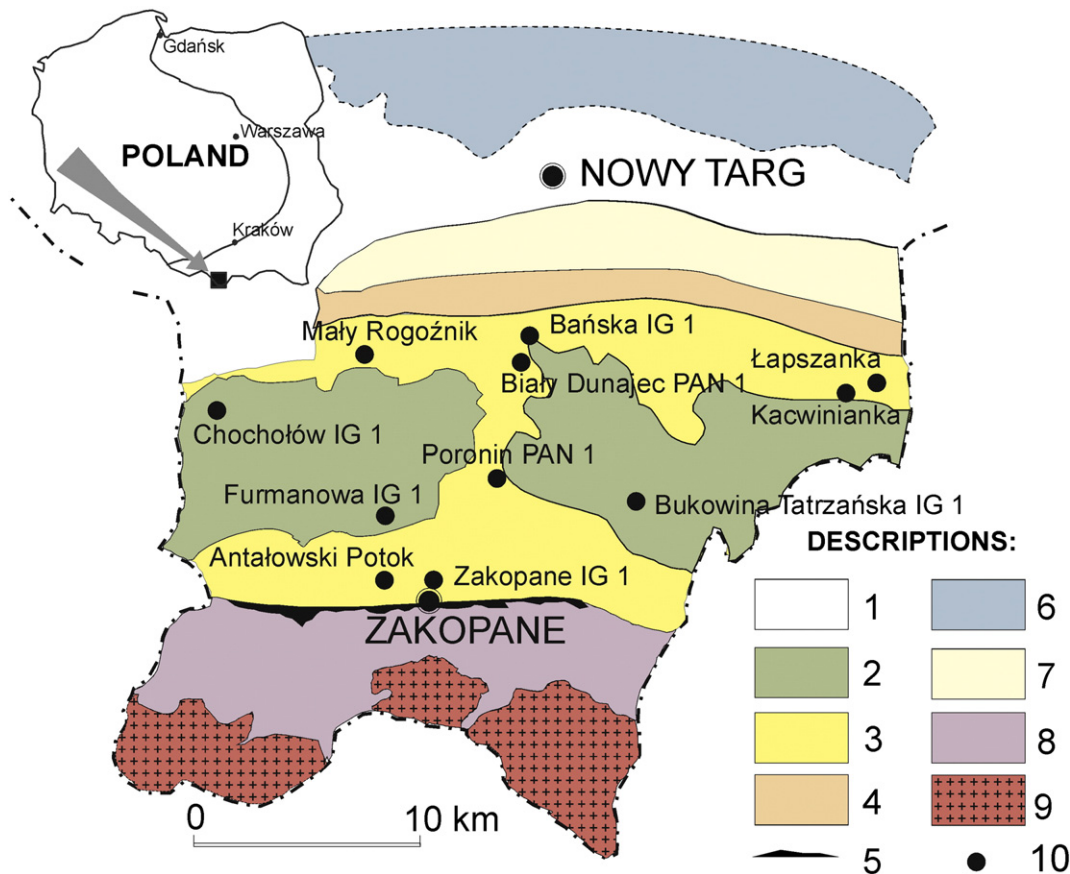 Gdańsk
Warszawa
POLAND
Kraków
NOWY TARG
Mały Rogoźnik
Bańska IG 1
Łapszanka
Biały Dunajec PAN 1
Kacwinianka
Chochołów IG 1
Poronin PAN 1
Furmanowa IG 1
Bukowina Tatrzańska IG 1
Antałowski Potok
Zakopane IG 1
ZAKOPANE
0 10 km
DESCRIPTIONS:
1 6
2 7
3 8
4 9
5 10